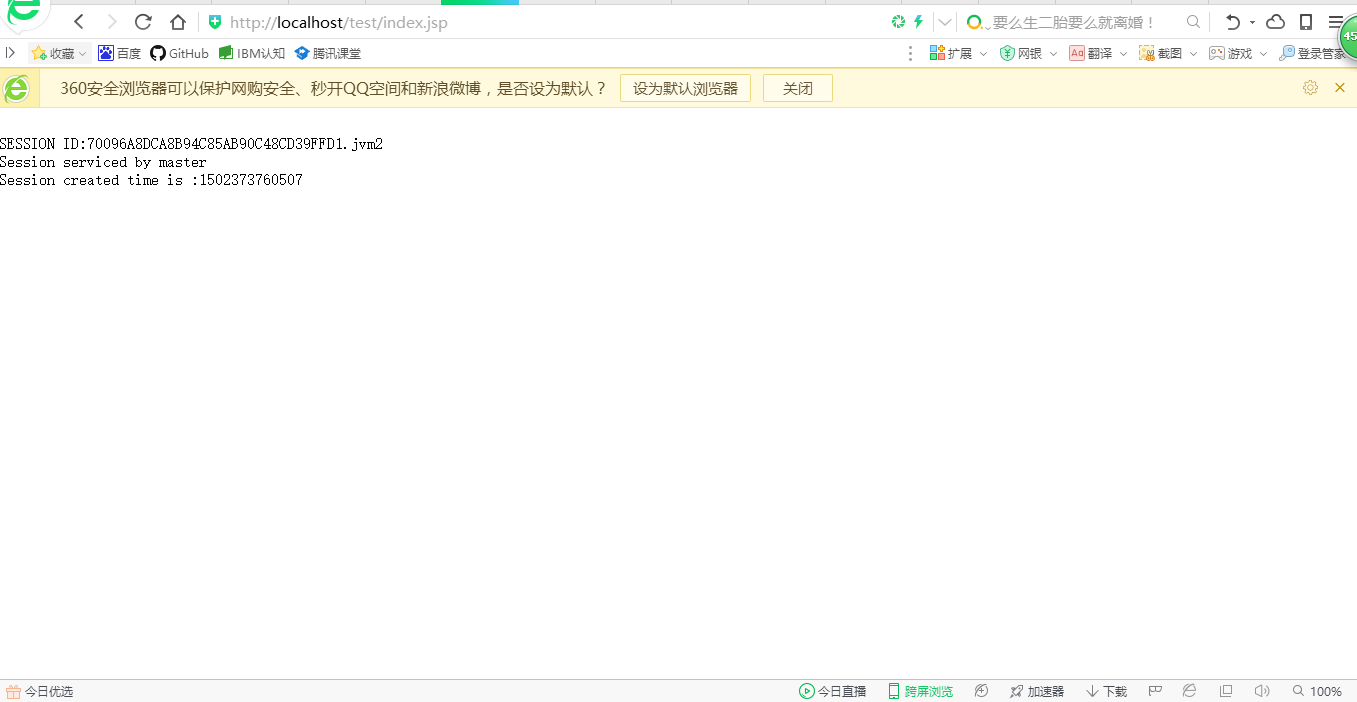 http://localhost/test/index.jsp
要么生二胎要么就离婚！
45
收藏
百度
GitHub
IBM认知
腾讯课堂
扩展
网银
Aa 翻译
截图
游戏
登录管家
360安全浏览器可以保护网购安全、秒开QQ空间和新浪微博，是否设为默认？
设为默认浏览器
关闭
SESSION ID:70096A8DCA8B94C85AB90C48CD39FFD1.jvm2
Session serviced by master
Session created time is :1502373760507
今日优选
今日直播
跨屏浏览
加速器
下载
100%